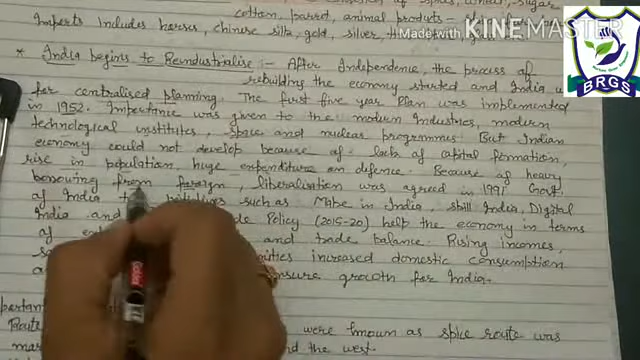 cotton, parrot, animal products
Imports includes horses, chinese silk, gold, silver,
Made with KINEMASTER
BRGS
* India begins to Reindustrialise :- After Independence, the process of
rebuilding the economy started and India
for centralised planning. The first five year Plan was implemented
in 1952. Importance was given to the modern Industries, modern
technological institutes, space and nuclear programmes. But Indian
economy could not develop because of lack of capital formation,
rise in population, huge expenditure on defence. Because of heavy
borrowing from foreign, liberalisation was agreed in 1991. Govt.
of India such as Make in India, skill India, Digital
India and Policy (2015-20) help the economy in terms
of and trade balance. Rising incomes,
increased domestic consumption
ensure growth for India.
were known as spice route was
and the west.